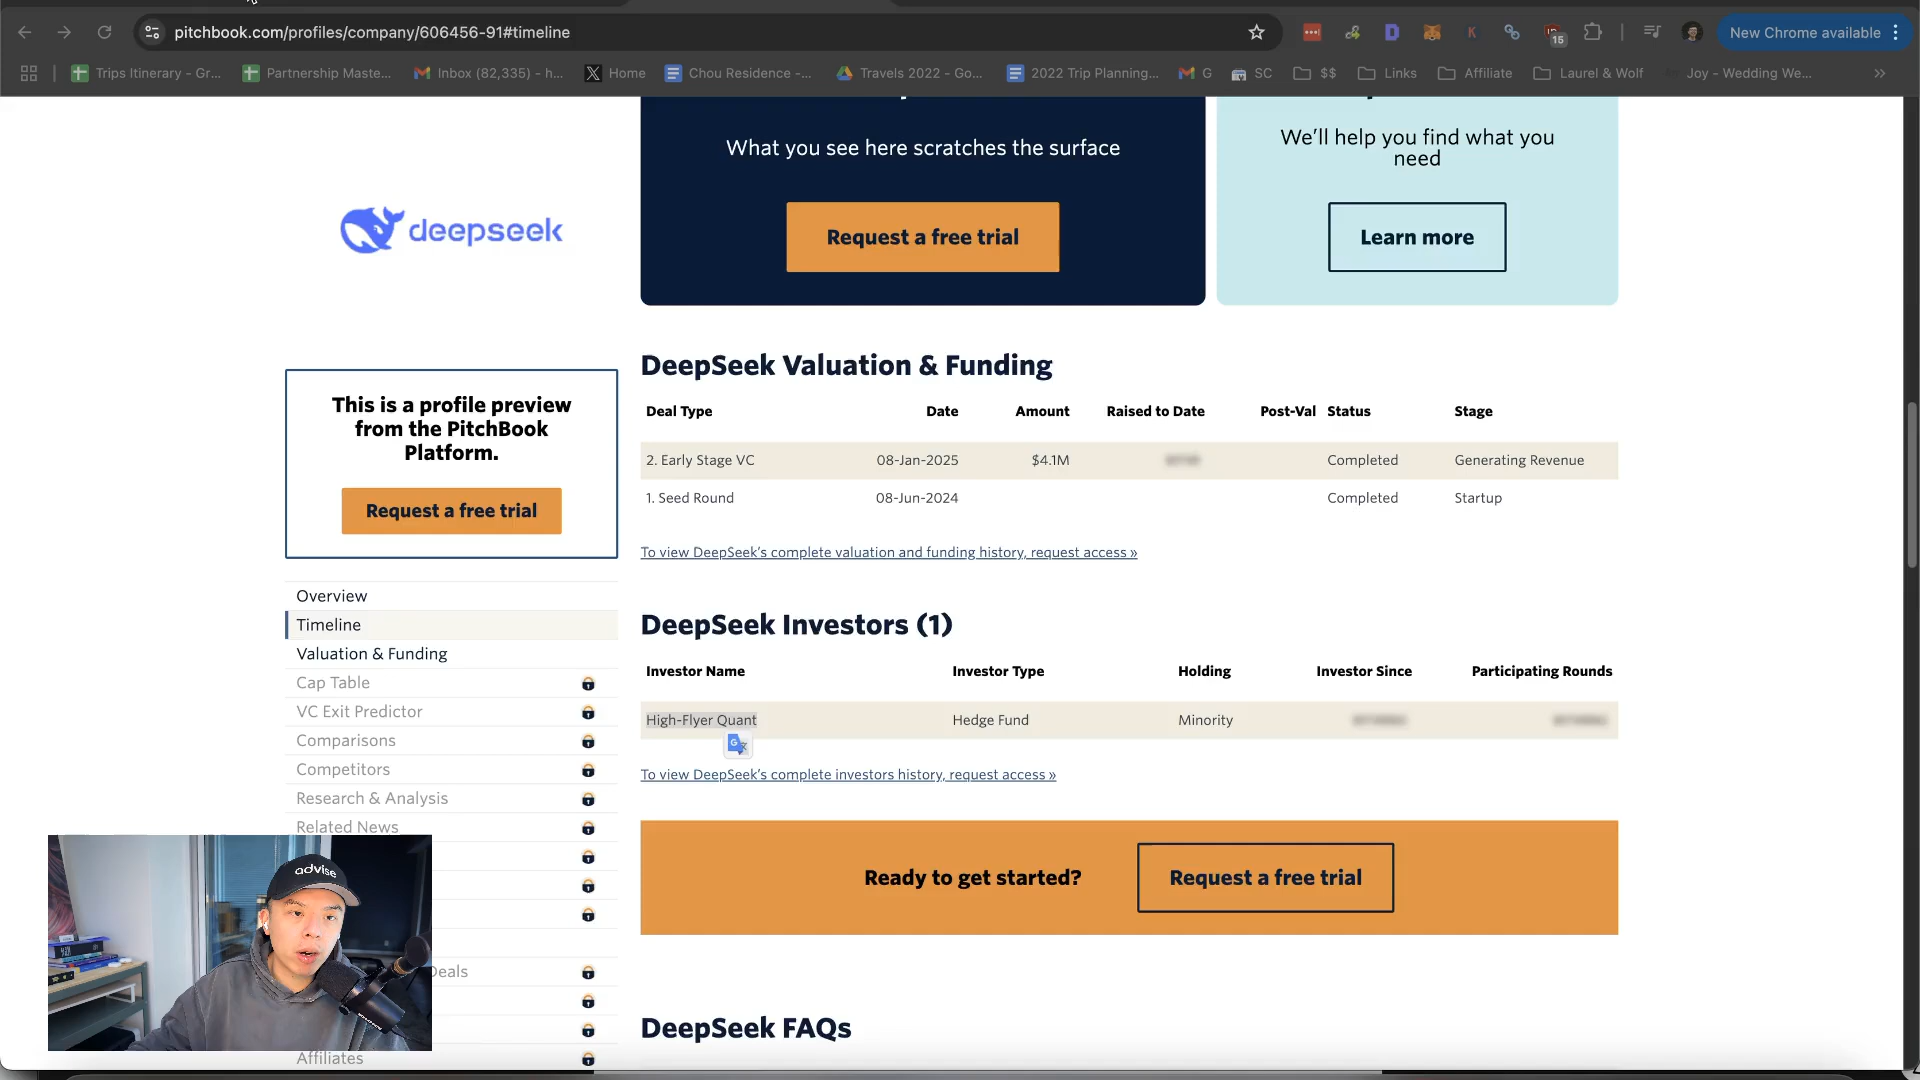 pitchbook.com/profiles/company/606456-91#timeline
15
New Chrome available
Trips Itinerary - Gr...
Partnership Maste...
Inbox (82,335) - h...
Home
Chou Residence -...
Travels 2022 - Go...
2022 Trip Planning...
G
SC
$$
Links
Affiliate
Laurel & Wolf
Joy - Wedding We...
»
What you see here scratches the surface
Request a free trial
We'll help you find what you
need
Learn more
deepseek
This is a profile preview
from the PitchBook
Platform.
Request a free trial
Overview
Timeline
Valuation & Funding
Cap Table
VC Exit Predictor
Comparisons
Competitors
Research & Analysis
Related News
Deals
Affiliates
DeepSeek Valuation & Funding
Deal Type Date Amount Raised to Date Post-Val Status Stage
2. Early Stage VC 08-Jan-2025 $4.1M Completed Generating Revenue
1. Seed Round 08-Jun-2024 Completed Startup
To view DeepSeek's complete valuation and funding history, request access »
DeepSeek Investors (1)
Investor Name Investor Type Holding Investor Since Participating Rounds
High-Flyer Quant Hedge Fund Minority
To view DeepSeek's complete investors history, request access »
Ready to get started?
Request a free trial
DeepSeek FAQs
advise